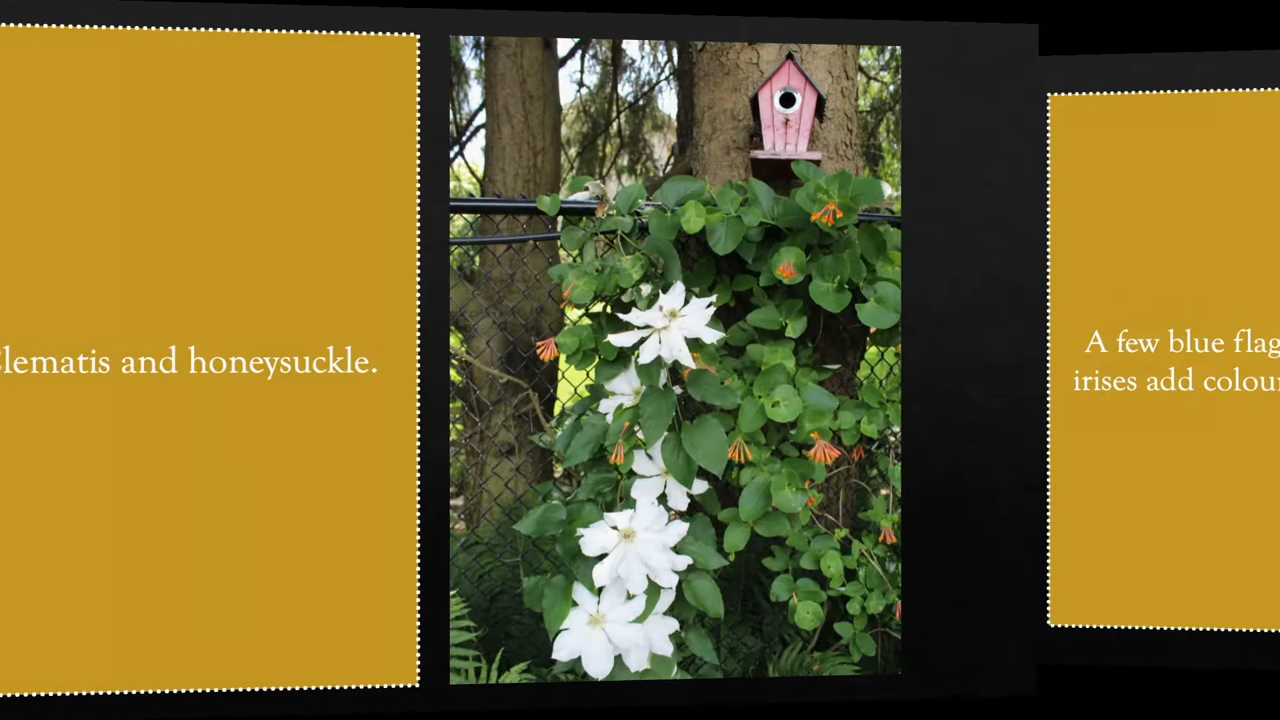 lematis and honeysuckle.
A few blue flag
irises add colou